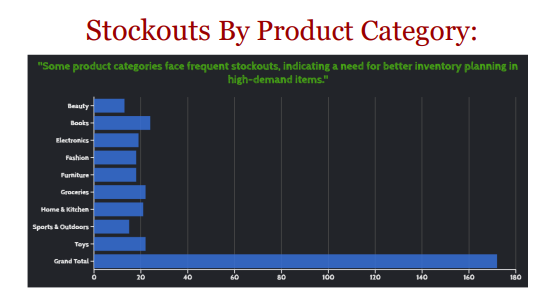 Stockouts By Product Category:
"Some product categories face frequent stockouts, indicating a need for better inventory planning in
high-demand items."
Beauty
Books
Electronics
Fashion
Furniture
Groceries
Home & Kitchen
Sports & Outdoors
Toys
Grand Total
0 20 40 60 80 100 120 140 160 180